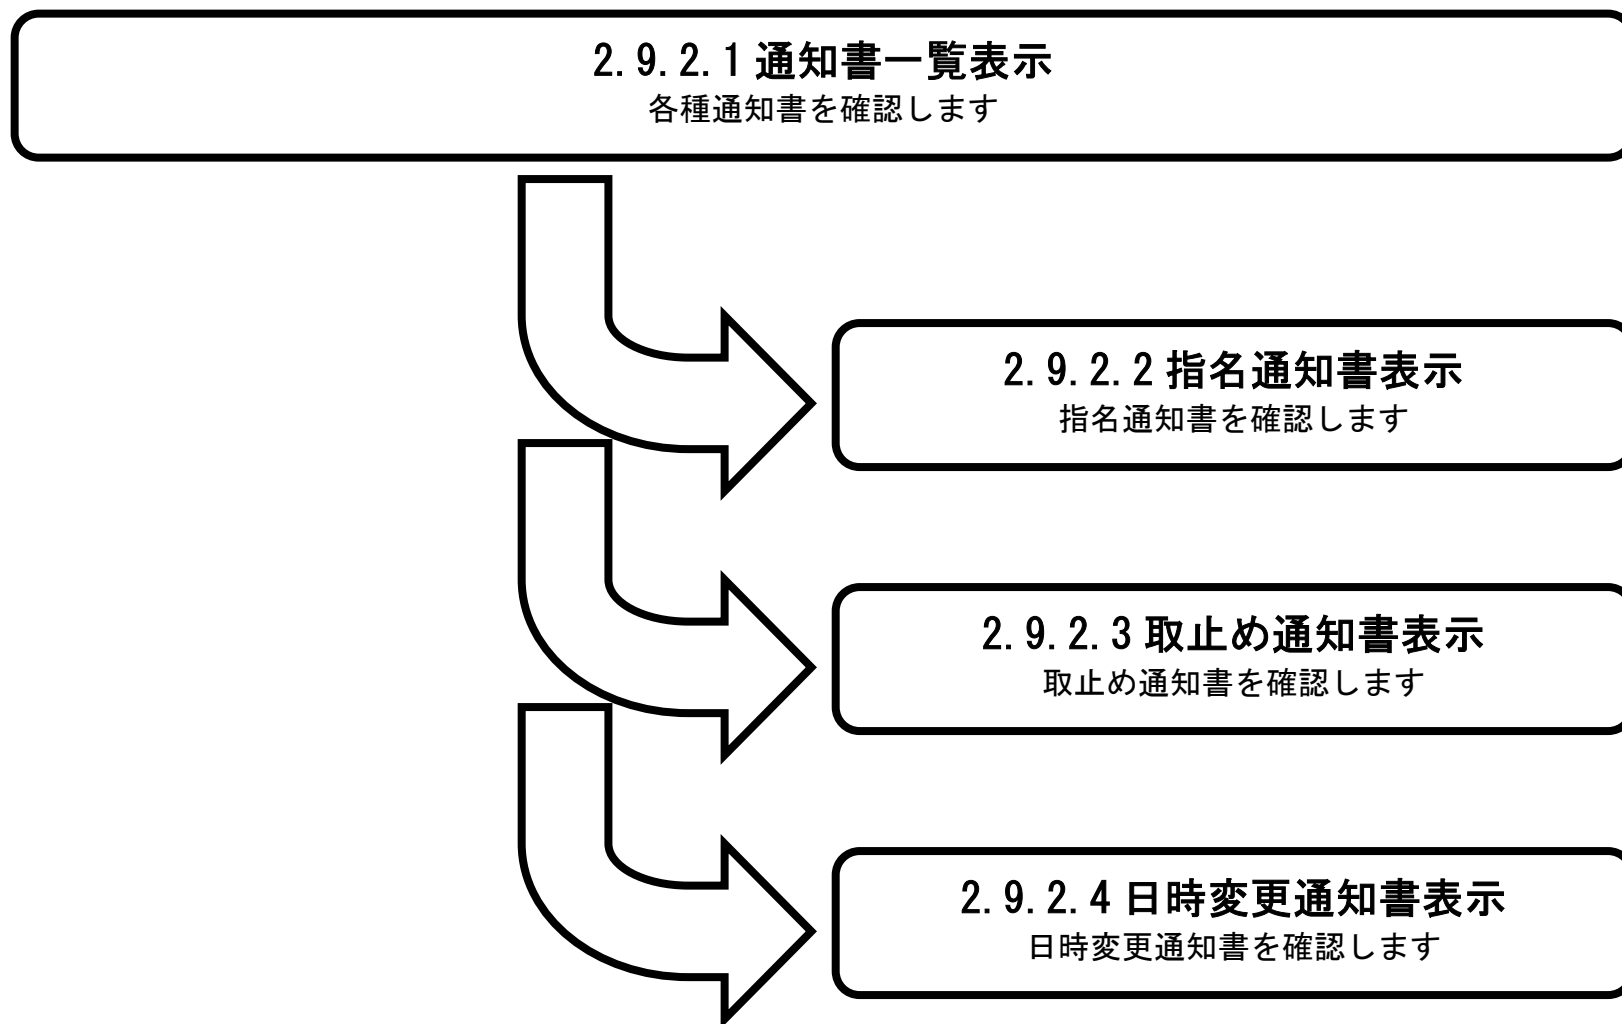 2.9.2.1 通知書一覧表示
各種通知書を確認します
2.9.2.2 指名通知書表示
指名通知書を確認します
2.9.2.3 取止め通知書表示
取止め通知書を確認します
2.9.2.4 日時変更通知書表示
日時変更通知書を確認します